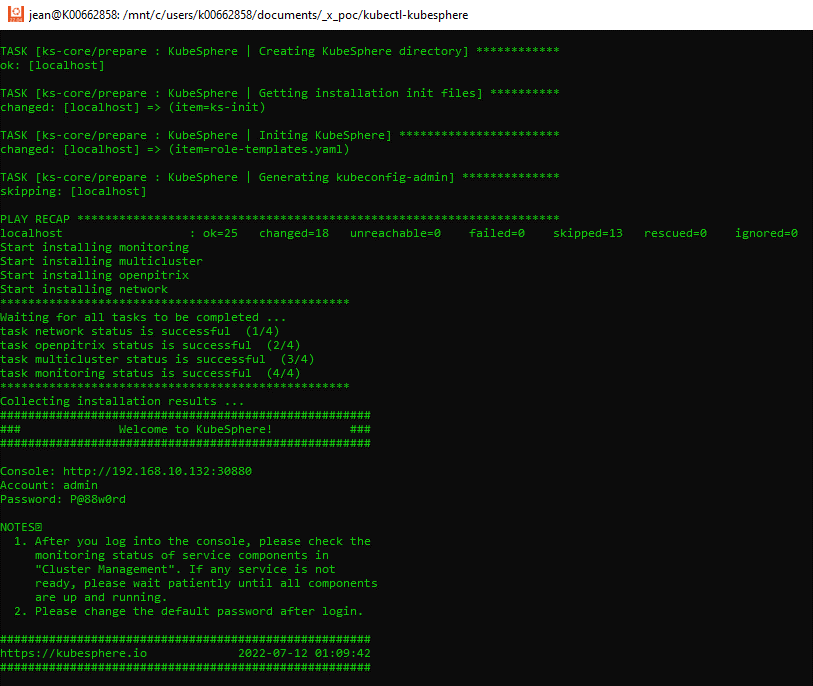 jean@K00662858: /mnt/c/users/k00662858/documents/_x_poc/kubectl-kubesphere
TASK [ks-core/prepare : KubeSphere | Creating KubeSphere directory] ************
ok: [localhost]
TASK [ks-core/prepare : KubeSphere | Getting installation init files] **********
changed: [localhost] => (item=ks-init)
TASK [ks-core/prepare : KubeSphere | Initing KubeSphere] ***********************
changed: [localhost] => (item=role-templates.yaml)
TASK [ks-core/prepare : KubeSphere | Generating kubeconfig-admin] **************
skipping: [localhost]
PLAY RECAP *********************************************************************
localhost                  : ok=25   changed=18   unreachable=0    failed=0    skipped=13   rescued=0    ignored=0
Start installing monitoring
Start installing multicluster
Start installing openpitrix
Start installing network
**************************************************
Waiting for all tasks to be completed ...
task network status is successful  (1/4)
task openpitrix status is successful  (2/4)
task multicluster status is successful  (3/4)
task monitoring status is successful  (4/4)
**************************************************
Collecting installation results ...
#####################################################
###              Welcome to KubeSphere!           ###
#####################################################
Console: http://192.168.10.132:30880
Account: admin
Password: P@88w0rd
NOTES
  1. After you log into the console, please check the
     monitoring status of service components in
     "Cluster Management". If any service is not
     ready, please wait patiently until all components
     are up and running.
  2. Please change the default password after login.
#####################################################
https://kubesphere.io             2022-07-12 01:09:42
#####################################################